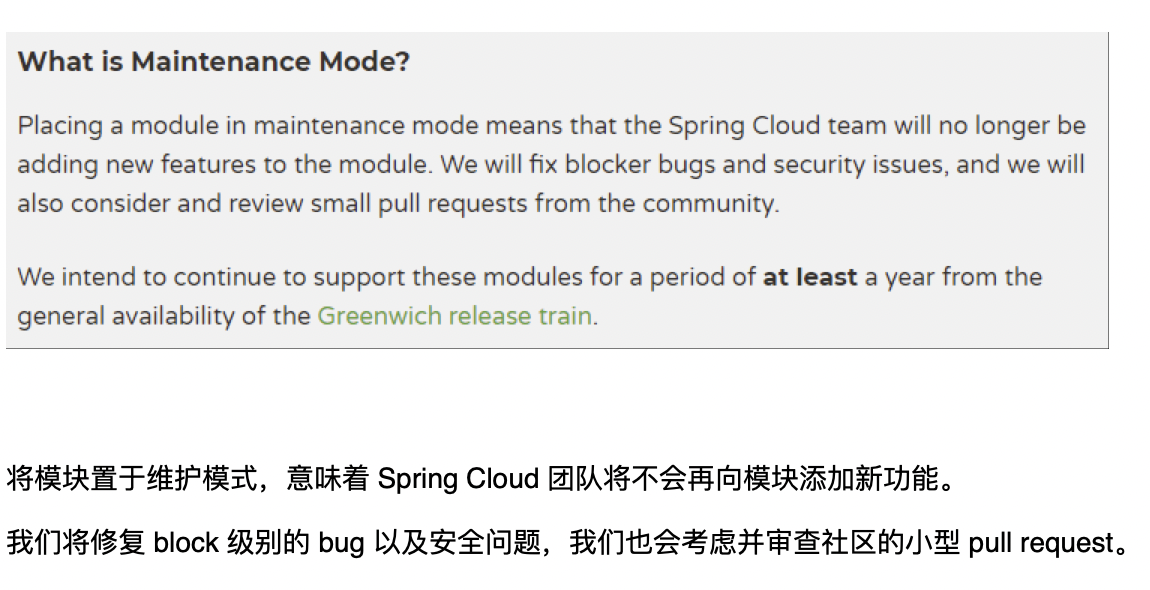 What is Maintenance Mode?
Placing a module in maintenance mode means that the Spring Cloud team will no longer be
adding new features to the module. We will fix blocker bugs and security issues, and we will
also consider and review small pull requests from the community.
We intend to continue to support these modules for a period of at least a year from the
general availability of the Greenwich release train.
将模块置于维护模式，意味着 Spring Cloud 团队将不会再向模块添加新功能。
我们将修复 block 级别的 bug 以及安全问题，我们也会考虑并审查社区的小型 pull request。